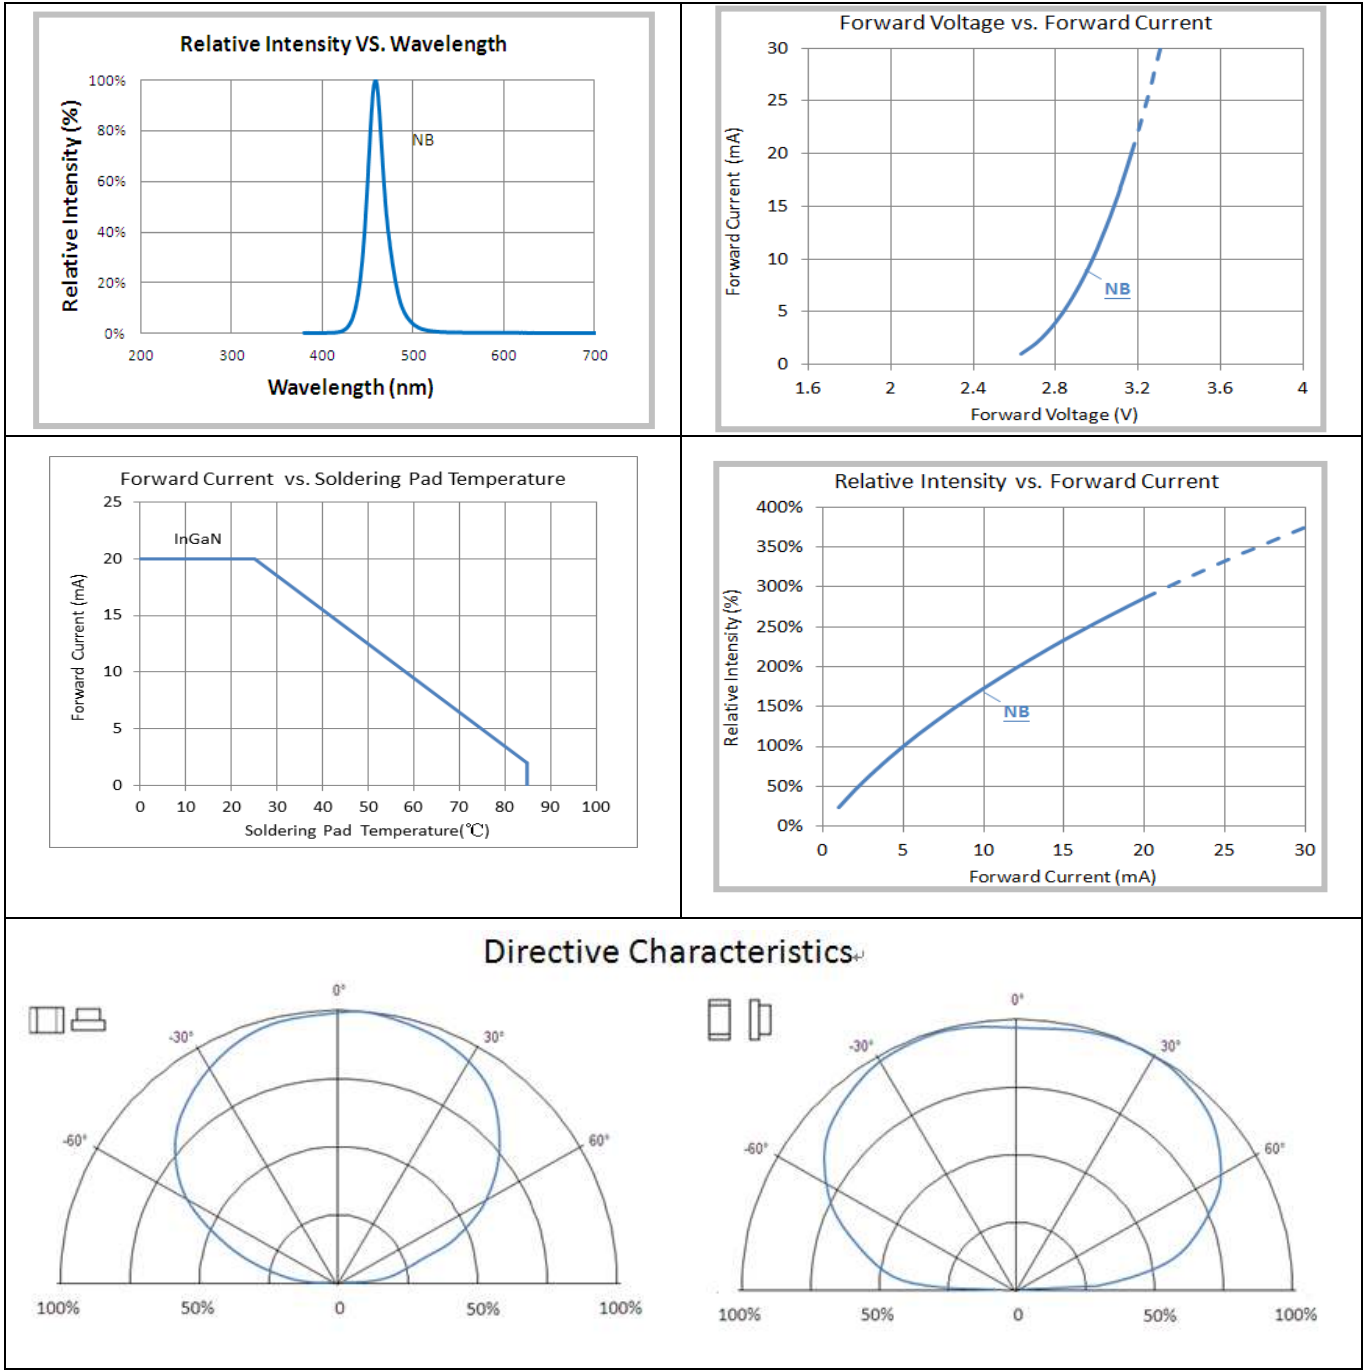 Relative Intensity VS. Wavelength
Relative Intensity (%)
100%
80%
60%
40%
20%
0%
NB
200 300 400 500 600 700
Wavelength (nm)
Forward Voltage vs. Forward Current
Forward Current (mA)
30
25
20
15
10
5
0
NB
1.6 2 2.4 2.8 3.2 3.6 4
Forward Voltage (V)
Forward Current vs. Soldering Pad Temperature
Forward Current (mA)
25
20
15
10
5
0
InGaN
0 10 20 30 40 50 60 70 80 90 100
Soldering Pad Temperature(℃)
Relative Intensity vs. Forward Current
Relative Intensity (%)
400%
350%
300%
250%
200%
150%
100%
50%
0%
NB
0 5 10 15 20 25 30
Forward Current (mA)
Directive Characteristics↵
0°
-30° 30°
-60° 60°
100% 50% 0 50% 100%
0°
-30° 30°
-60° 60°
100% 50% 0 50% 100%